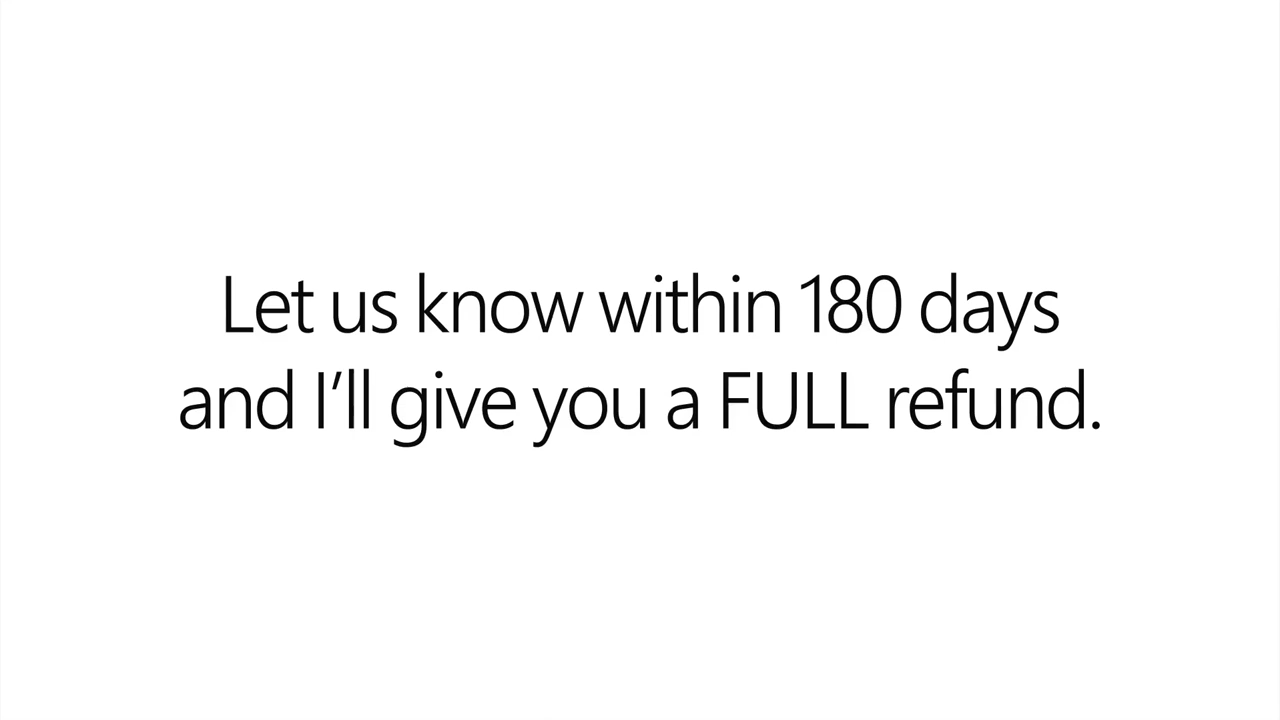 Let us know within 180 days
and I’ll give you a FULL refund.